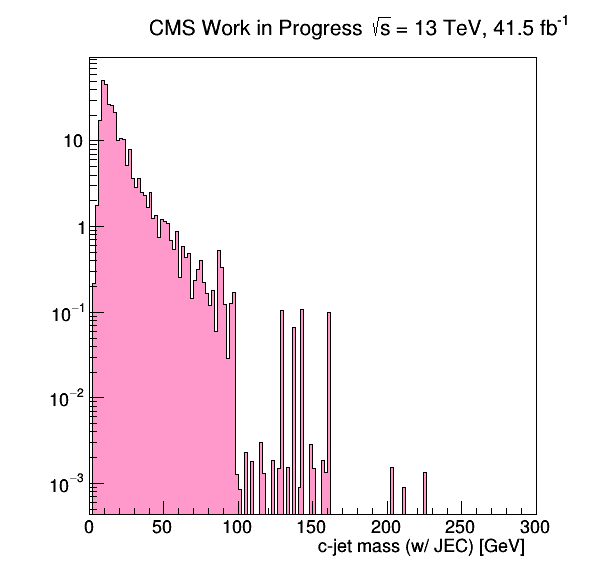 CMS Work in Progress √s = 13 TeV, 41.5 fb⁻¹
10
1
10⁻¹
10⁻²
10⁻³
0 50 100 150 200 250 300
c-jet mass (w/ JEC) [GeV]